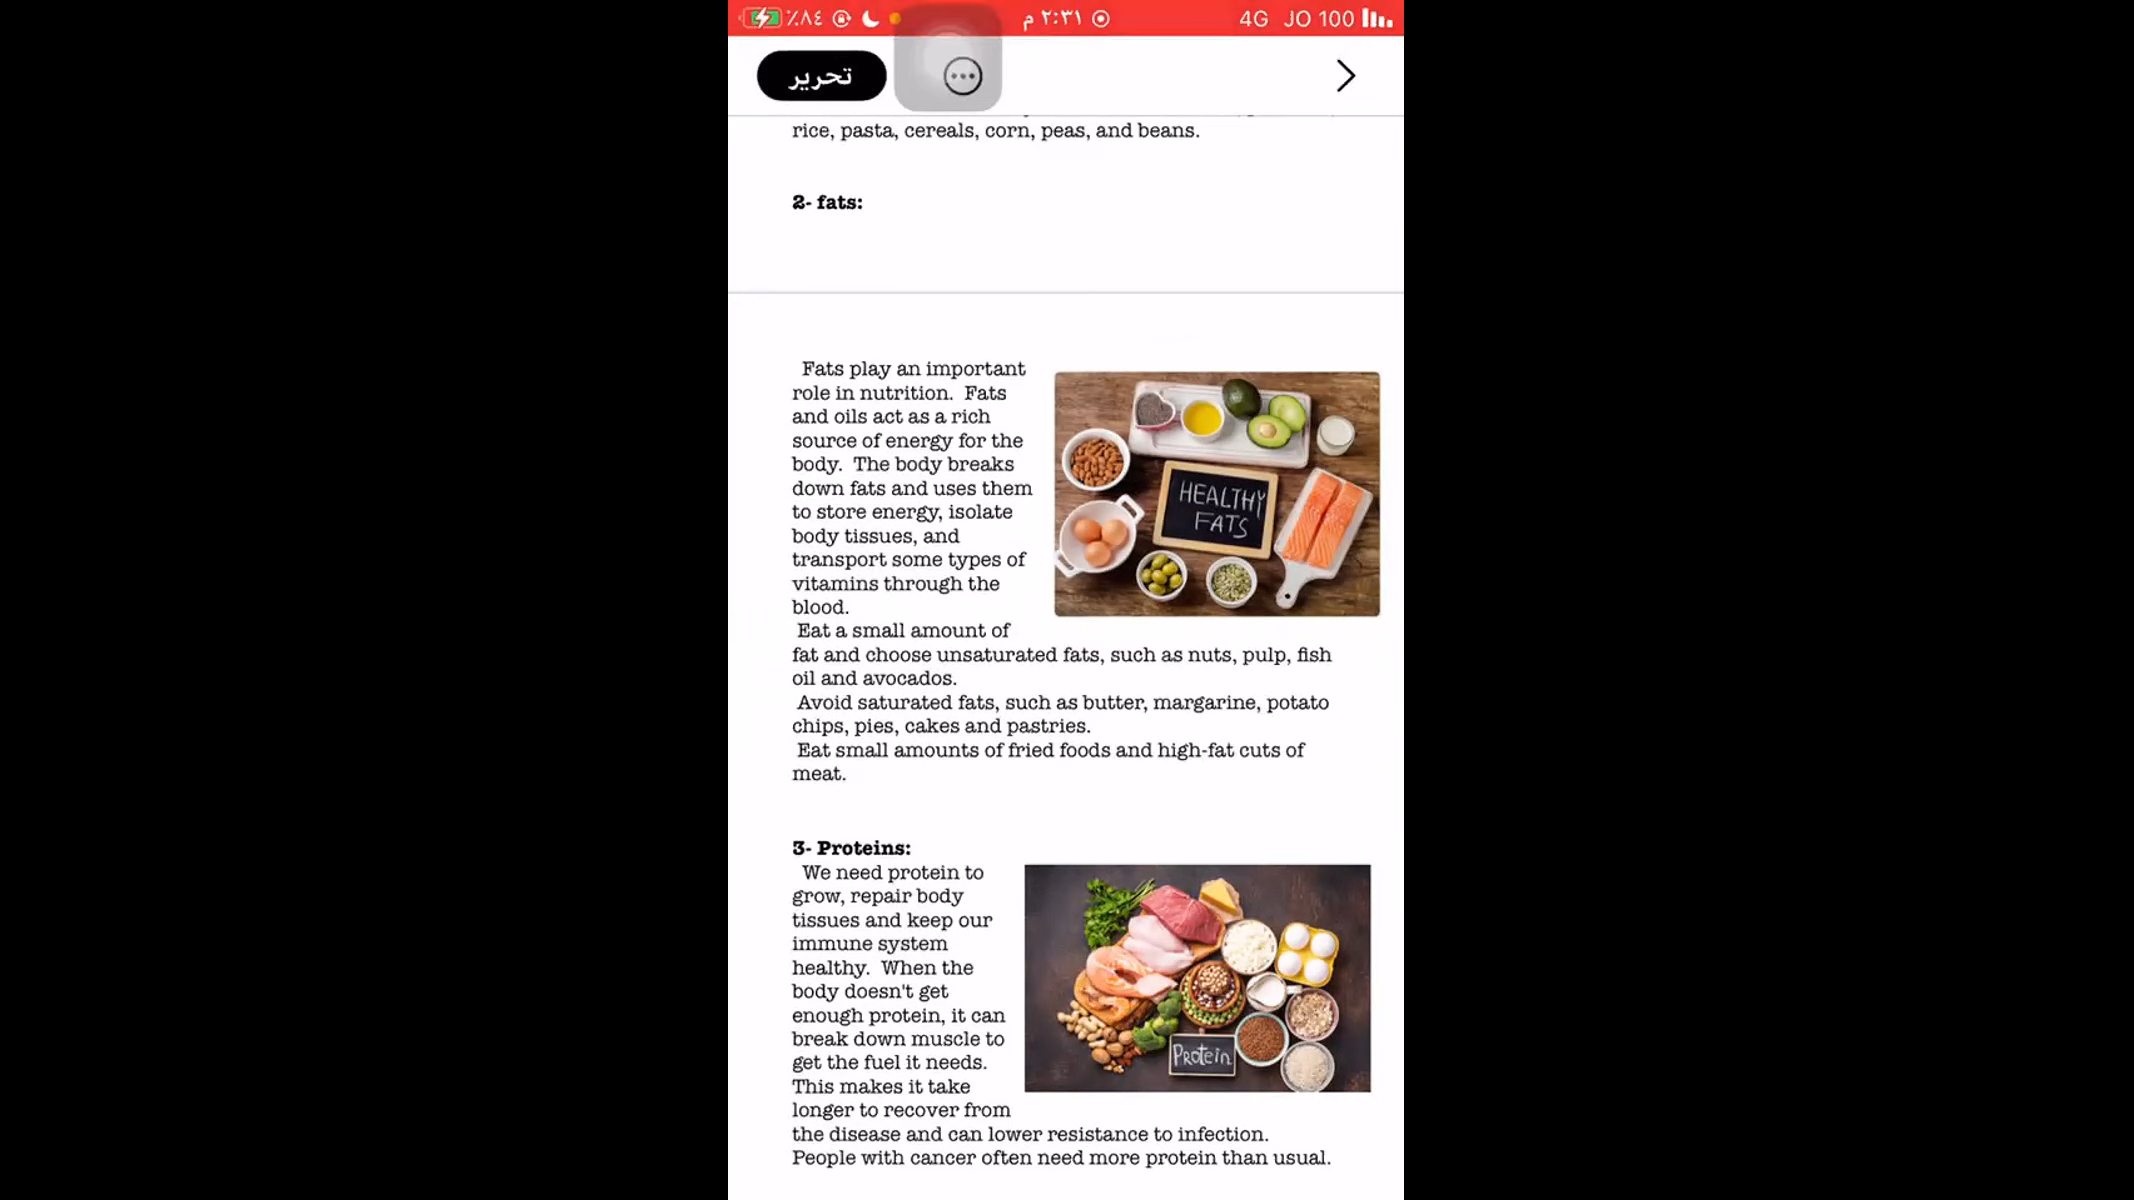 ٪٨٤ ٢:٣١ م 4G JO 100
تحرير
rice, pasta, cereals, corn, peas, and beans.
2- fats:
Fats play an important
role in nutrition.  Fats
and oils act as a rich
source of energy for the
body.  The body breaks
down fats and uses them
to store energy, isolate
body tissues, and
transport some types of
vitamins through the
blood.
HEALTHY
FATS
Eat a small amount of
fat and choose unsaturated fats, such as nuts, pulp, fish
oil and avocados.
Avoid saturated fats, such as butter, margarine, potato
chips, pies, cakes and pastries.
Eat small amounts of fried foods and high-fat cuts of
meat.
3- Proteins:
We need protein to
grow, repair body
tissues and keep our
immune system
healthy.  When the
body doesn't get
enough protein, it can
break down muscle to
get the fuel it needs.
This makes it take
longer to recover from
PROtein
the disease and can lower resistance to infection.
People with cancer often need more protein than usual.